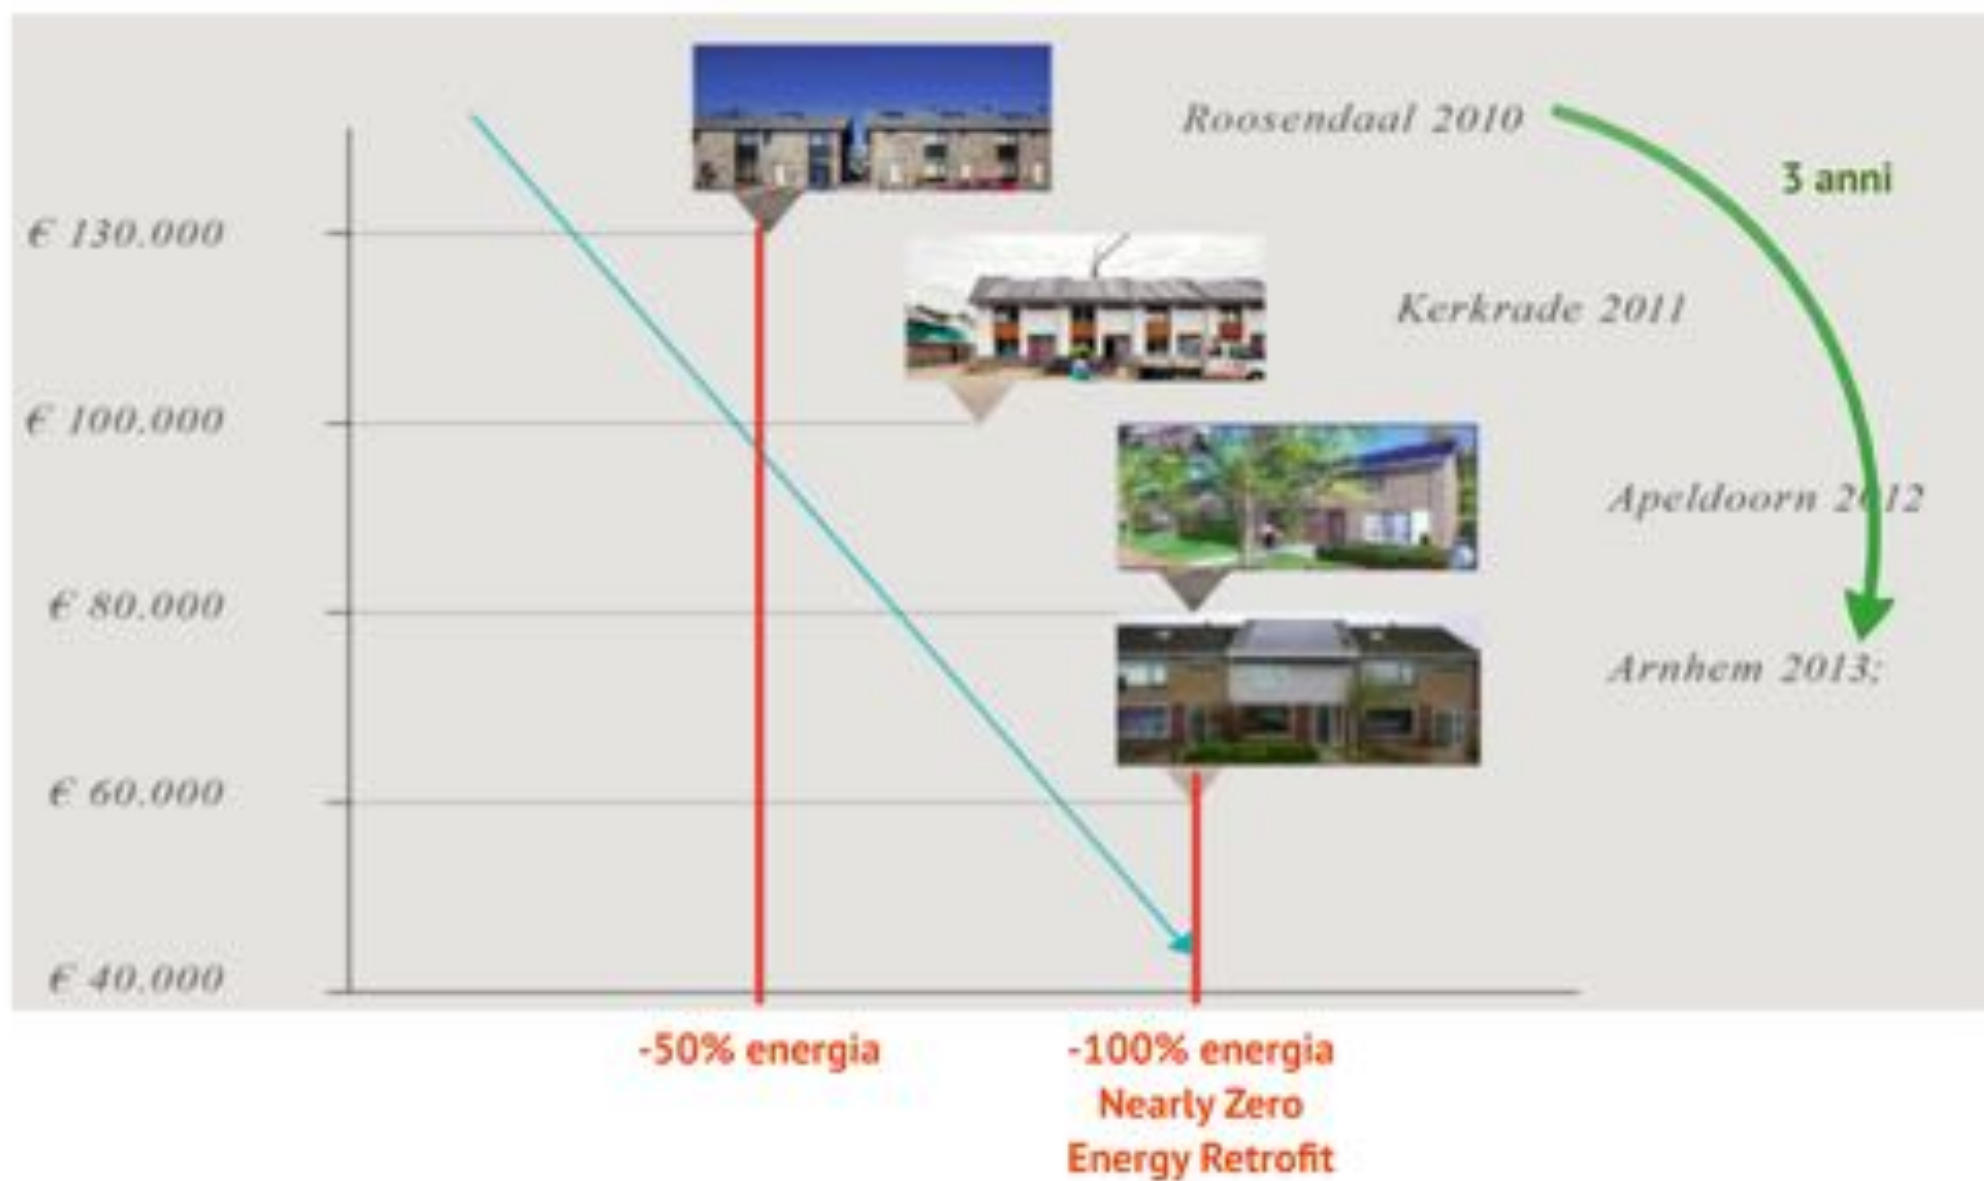 Roosendaal 2010
3 anni
€ 130.000
Kerkrade 2011
€ 100.000
Apeldoorn 2012
€ 80.000
Arnhem 2013;
€ 60.000
€ 40.000
-50% energia
-100% energia
Nearly Zero
Energy Retrofit